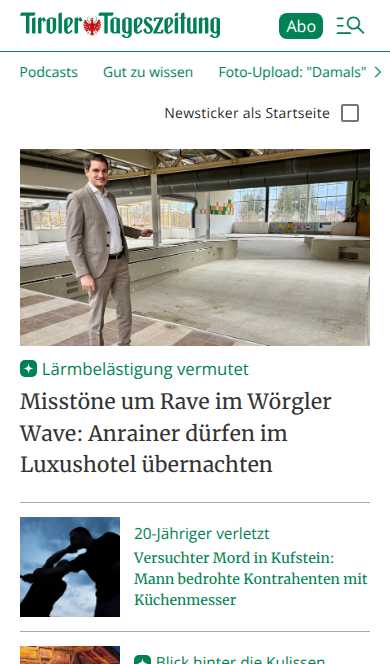 Tiroler Tageszeitung
Abo
Podcasts Gut zu wissen Foto-Upload: "Damals"
Newsticker als Startseite
Lärmbelästigung vermutet
Misstöne um Rave im Wörgler
Wave: Anrainer dürfen im
Luxushotel übernachten
20-Jähriger verletzt
Versuchter Mord in Kufstein:
Mann bedrohte Kontrahenten mit
Küchenmesser
Blick hinter die Kulissen